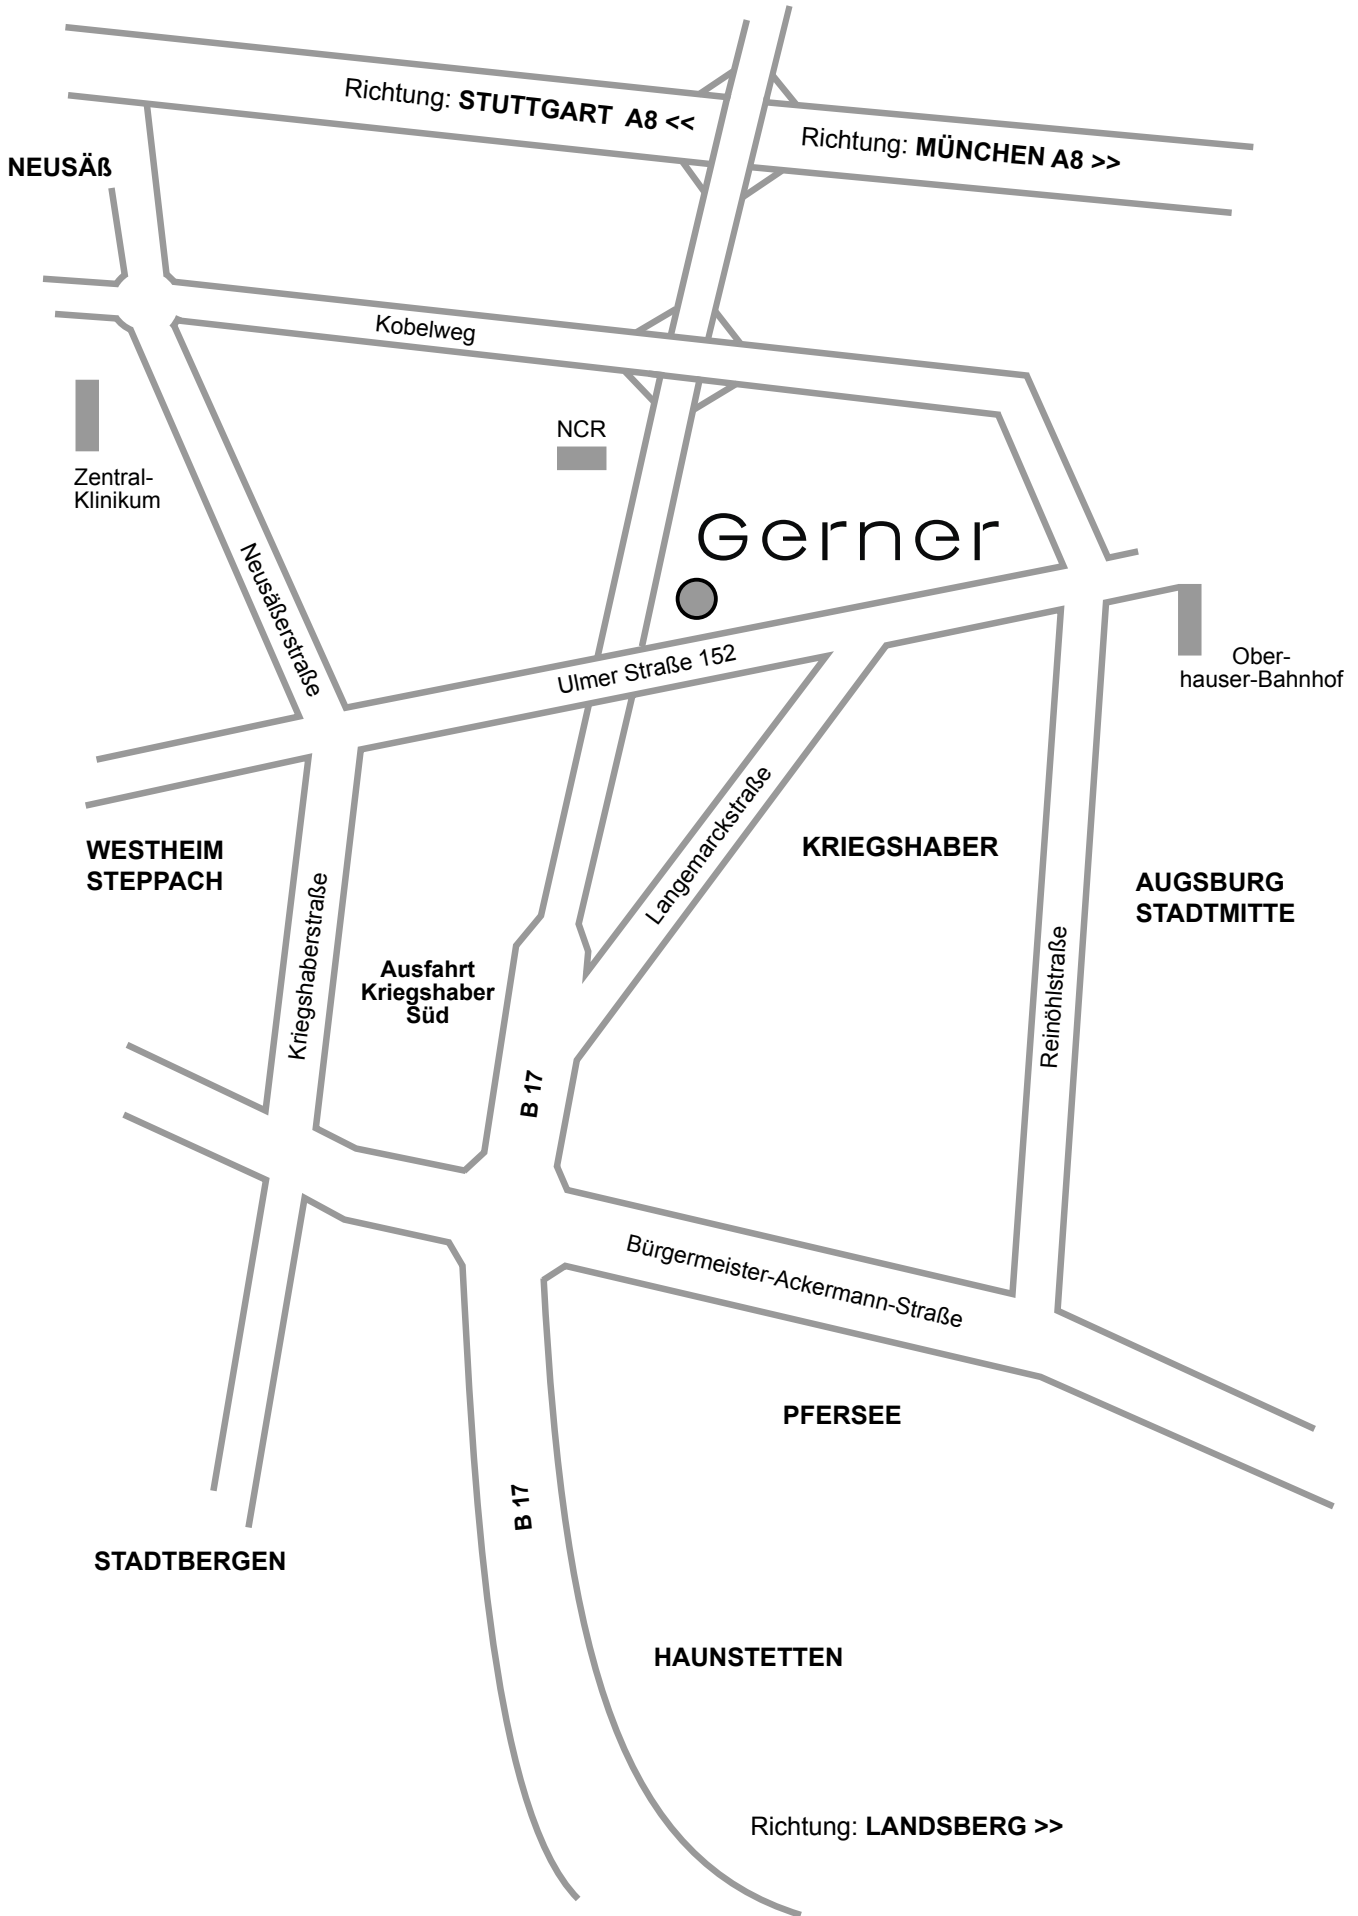 Richtung: STUTTGART A8 <<
Richtung: MÜNCHEN A8 >>
NEUSÄß
Kobelweg
NCR
Zentral-
Klinikum
Gerner
Neusäßerstraße
Ulmer Straße 152
Ober-
hauser-Bahnhof
Langemarckstraße
WESTHEIM
STEPPACH
KRIEGSHABER
AUGSBURG
STADTMITTE
Kriegshaberstraße
Ausfahrt
Kriegshaber
Süd
Reinöhlstraße
B 17
Bürgermeister-Ackermann-Straße
PFERSEE
B 17
STADTBERGEN
HAUNSTETTEN
Richtung: LANDSBERG >>